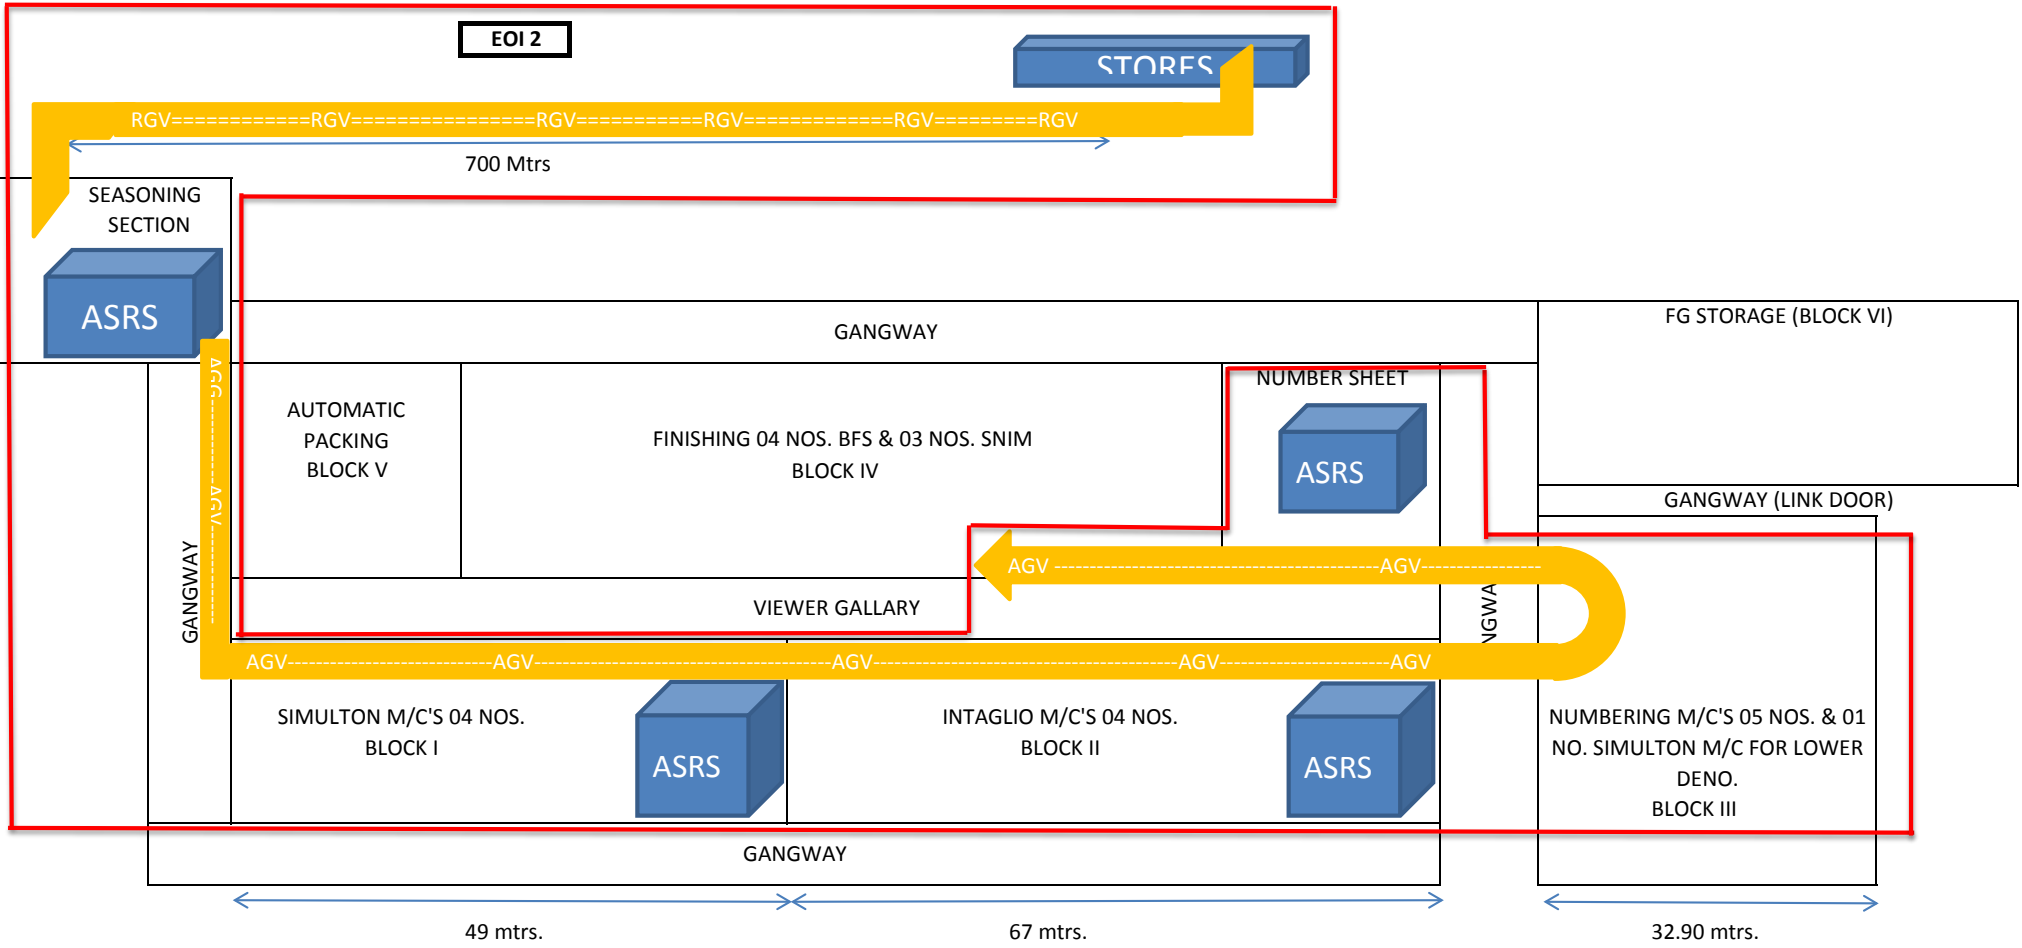 EOI 2
STORES
RGV============RGV================RGV===========RGV=============RGV=========RGV
700 Mtrs
SEASONING
SECTION
ASRS
GANGWAY
FG STORAGE (BLOCK VI)
AUTOMATIC
PACKING
BLOCK V
FINISHING 04 NOS. BFS & 03 NOS. SNIM
BLOCK IV
NUMBER SHEET
ASRS
GANGWAY (LINK DOOR)
GANGWAY
AGV
AGV
AGV ----------------------------------------------AGV-----------------
VIEWER GALLARY
AGV-----------------------------AGV------------------------------------------AGV-------------------------------------------AGV------------------------AGV
SIMULTON M/C'S 04 NOS.
BLOCK I
ASRS
INTAGLIO M/C'S 04 NOS.
BLOCK II
ASRS
NUMBERING M/C'S 05 NOS. & 01
NO. SIMULTON M/C FOR LOWER
DENO.
BLOCK III
GANGWAY
49 mtrs.
67 mtrs.
32.90 mtrs.